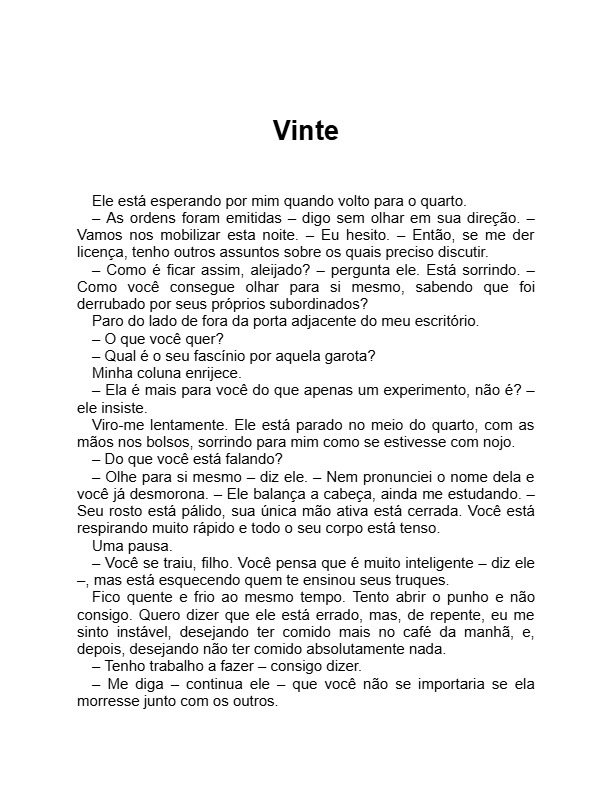 Vinte
Ele está esperando por mim quando volto para o quarto.
– As ordens foram emitidas – digo sem olhar em sua direção. –
Vamos nos mobilizar esta noite. – Eu hesito. – Então, se me der
licença, tenho outros assuntos sobre os quais preciso discutir.
– Como é ficar assim, aleijado? – pergunta ele. Está sorrindo. –
Como você consegue olhar para si mesmo, sabendo que foi
derrubado por seus próprios subordinados?
Paro do lado de fora da porta adjacente do meu escritório.
– O que você quer?
– Qual é o seu fascínio por aquela garota?
Minha coluna enrijece.
– Ela é mais para você do que apenas um experimento, não é? –
ele insiste.
Viro-me lentamente. Ele está parado no meio do quarto, com as
mãos nos bolsos, sorrindo para mim como se estivesse com nojo.
– Do que você está falando?
– Olhe para si mesmo – diz ele. – Nem pronunciei o nome dela e
você já desmorona. – Ele balança a cabeça, ainda me estudando. –
Seu rosto está pálido, sua única mão ativa está cerrada. Você está
respirando muito rápido e todo o seu corpo está tenso.
Uma pausa.
– Você se traiu, filho. Você pensa que é muito inteligente – diz ele
–, mas está esquecendo quem te ensinou seus truques.
Fico quente e frio ao mesmo tempo. Tento abrir o punho e não
consigo. Quero dizer que ele está errado, mas, de repente, eu me
sinto instável, desejando ter comido mais no café da manhã, e,
depois, desejando não ter comido absolutamente nada.
– Tenho trabalho a fazer – consigo dizer.
– Me diga – continua ele – que você não se importaria se ela
morresse junto com os outros.